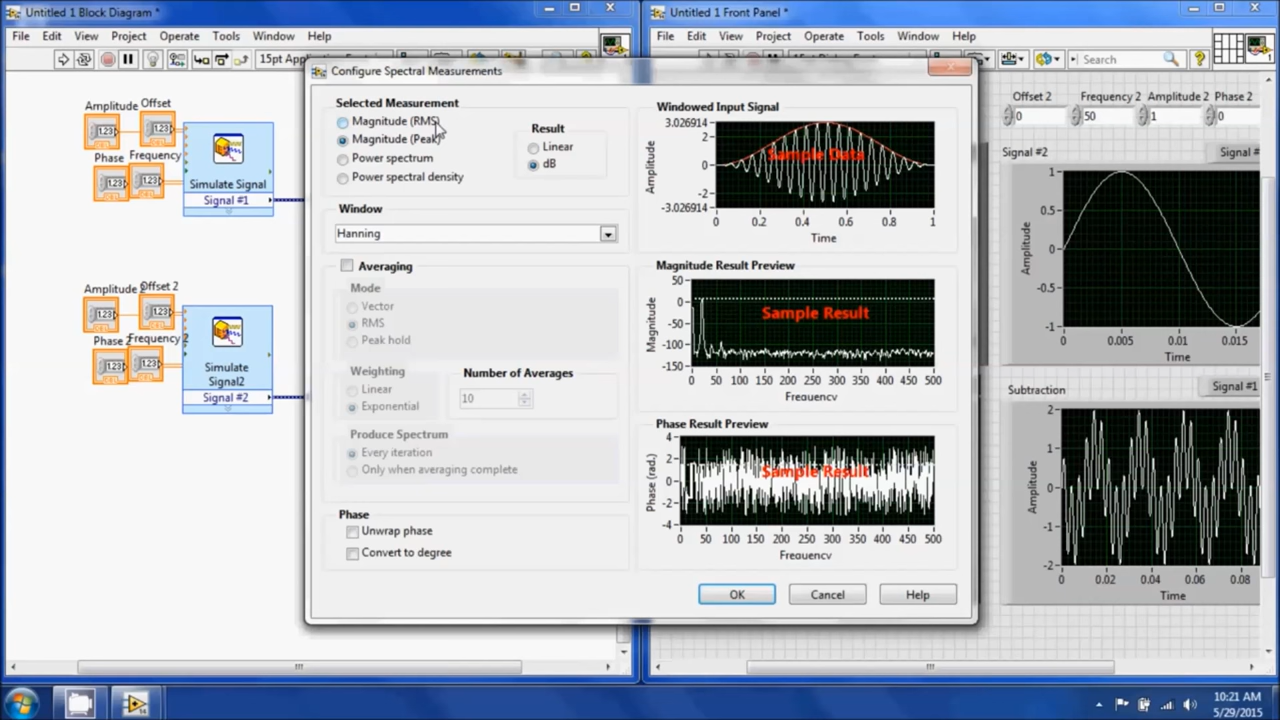 Untitled 1 Block Diagram *
File Edit View Project Operate Tools Window Help
15pt Application
Amplitude Offset
Phase Frequency
Simulate Signal
Signal #1
Amplitude 2 Offset 2
Phase 2 Frequency 2
Simulate
Signal2
Signal #2
Configure Spectral Measurements
Selected Measurement
Magnitude (RMS)
Magnitude (Peak)
Power spectrum
Power spectral density
Result
Linear
dB
Window
Hanning
Averaging
Mode
Vector
RMS
Peak hold
Weighting
Linear
Exponential
Number of Averages
10
Produce Spectrum
Every iteration
Only when averaging complete
Phase
Unwrap phase
Convert to degree
Windowed Input Signal
Amplitude
3.026914
2
0
-2
-3.026914
Sample Data
0 0.2 0.4 0.6 0.8 1
Time
Magnitude Result Preview
Magnitude
50
0
-50
-100
-150
Sample Result
0 50 100 150 200 250 300 350 400 450 500
Frequency
Phase Result Preview
Phase (rad.)
4
2
0
-2
-4
Sample Result
0 50 100 150 200 250 300 350 400 450 500
Frequency
OK Cancel Help
Untitled 1 Front Panel *
File Edit View Project Operate Tools Window Help
Search
Offset 2 Frequency 2 Amplitude 2 Phase 2
0 50 1 0
Signal #2 Signal #
Amplitude
1
0.5
0
-0.5
-1
0 0.005 0.01 0.015
Time
Subtraction Signal #1
Amplitude
2
1
0
-1
-2
0 0.02 0.04 0.06 0.08
Time
10:21 AM
5/29/2015